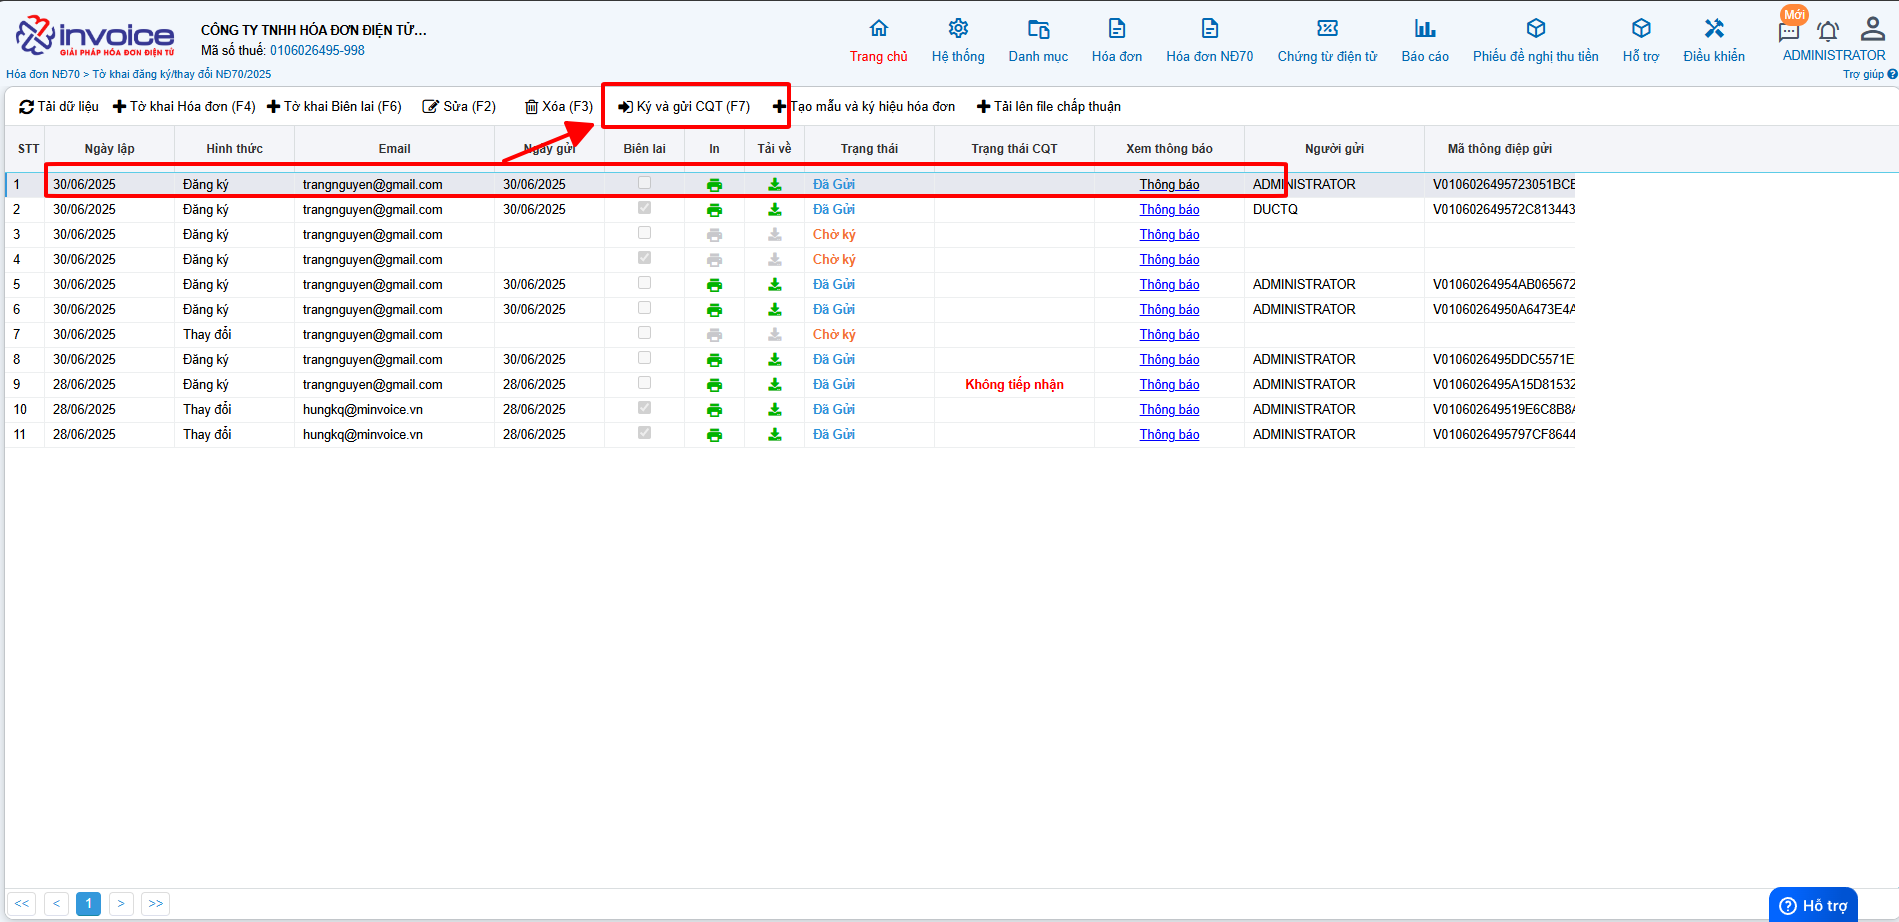 invoice
GIẢI PHÁP HÓA ĐƠN ĐIỆN TỬ
CÔNG TY TNHH HÓA ĐƠN ĐIỆN TỬ...
Mã số thuế: 0106026495-998
Trang chủ Hệ thống Danh mục Hóa đơn Hóa đơn NĐ70 Chứng từ điện tử Báo cáo Phiếu đề nghị thu tiền Hỗ trợ Điều khiển
Mới
ADMINISTRATOR
Hóa đơn NĐ70 > Tờ khai đăng ký/thay đổi NĐ70/2025
Trợ giúp ?
Tải dữ liệu Tờ khai Hóa đơn (F4) Tờ khai Biên lai (F6) Sửa (F2) Xóa (F3) Ký và gửi CQT (F7) Tạo mẫu và ký hiệu hóa đơn Tải lên file chấp thuận
STT Ngày lập Hình thức Email Ngày gửi Biên lai In Tải về Trạng thái Trạng thái CQT Xem thông báo Người gửi Mã thông điệp gửi
1 30/06/2025 Đăng ký trangnguyen@gmail.com 30/06/2025 Đã Gửi Thông báo ADMINISTRATOR V0106026495723051BCE
2 30/06/2025 Đăng ký trangnguyen@gmail.com 30/06/2025 Đã Gửi Thông báo DUCTQ V010602649572C813443
3 30/06/2025 Đăng ký trangnguyen@gmail.com Chờ ký Thông báo
4 30/06/2025 Đăng ký trangnguyen@gmail.com Chờ ký Thông báo
5 30/06/2025 Đăng ký trangnguyen@gmail.com 30/06/2025 Đã Gửi Thông báo ADMINISTRATOR V01060264954AB065672
6 30/06/2025 Đăng ký trangnguyen@gmail.com 30/06/2025 Đã Gửi Thông báo ADMINISTRATOR V01060264950A6473E4A
7 30/06/2025 Thay đổi trangnguyen@gmail.com Chờ ký Thông báo
8 30/06/2025 Đăng ký trangnguyen@gmail.com 30/06/2025 Đã Gửi Thông báo ADMINISTRATOR V0106026495DDC5571E
9 28/06/2025 Đăng ký trangnguyen@gmail.com 28/06/2025 Đã Gửi Không tiếp nhận Thông báo ADMINISTRATOR V0106026495A15D81532
10 28/06/2025 Thay đổi hungkq@minvoice.vn 28/06/2025 Đã Gửi Thông báo ADMINISTRATOR V010602649519E6C8B8A
11 28/06/2025 Thay đổi hungkq@minvoice.vn 28/06/2025 Đã Gửi Thông báo ADMINISTRATOR V0106026495797CF8644
<< < 1 > >>
? Hỗ trợ